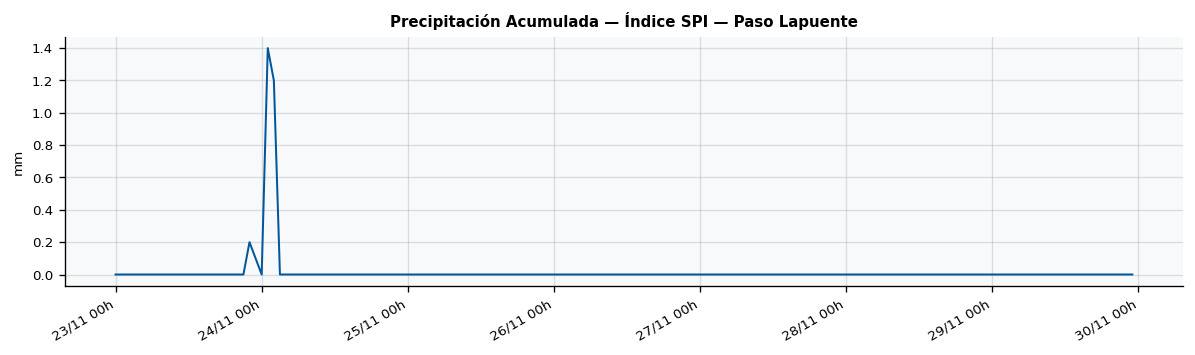 Precipitación Acumulada — Índice SPI — Paso Lapuente
mm
1.4
1.2
1.0
0.8
0.6
0.4
0.2
0.0
23/11 00h
24/11 00h
25/11 00h
26/11 00h
27/11 00h
28/11 00h
29/11 00h
30/11 00h